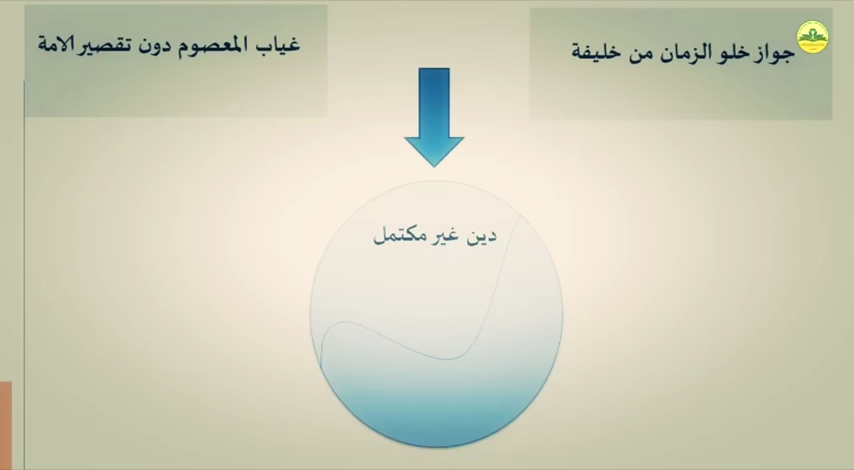 جواز خلو الزمان من خليفة
غياب المعصوم دون تقصير الامة
دين غير مكتمل